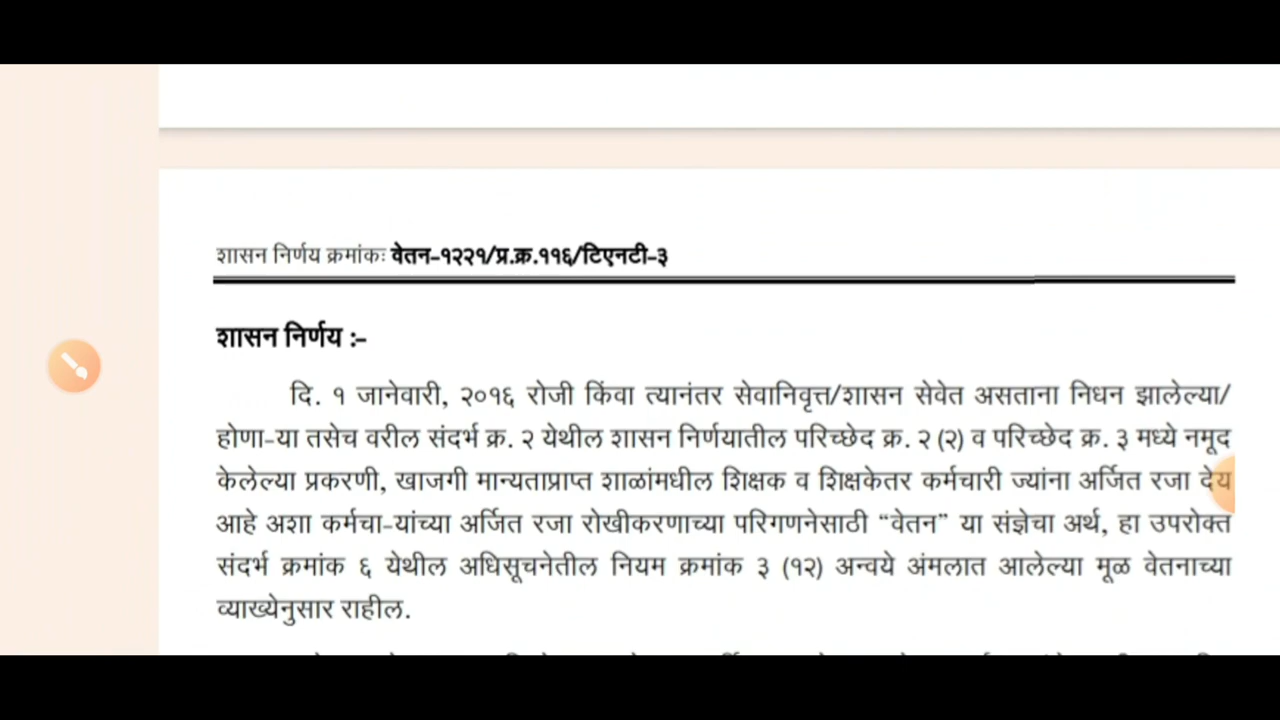 शासन निर्णय क्रमांकः वेतन-१२२१/प्र.क्र.११६/टिएनटी-३
शासन निर्णय :-
दि. १ जानेवारी, २०१६ रोजी किंवा त्यानंतर सेवानिवृत्त/शासन सेवेत असताना निधन झालेल्या/
होणा-या तसेच वरील संदर्भ क्र. २ येथील शासन निर्णयातील परिच्छेद क्र. २ (२) व परिच्छेद क्र. ३ मध्ये नमूद
केलेल्या प्रकरणी, खाजगी मान्यताप्राप्त शाळांमधील शिक्षक व शिक्षकेतर कर्मचारी ज्यांना अर्जित रजा देय
आहे अशा कर्मचा-यांच्या अर्जित रजा रोखीकरणाच्या परिगणनेसाठी “वेतन” या संज्ञेचा अर्थ, हा उपरोक्त
संदर्भ क्रमांक ६ येथील अधिसूचनेतील नियम क्रमांक ३ (१२) अन्वये अंमलात आलेल्या मूळ वेतनाच्या
व्याख्येनुसार राहील.